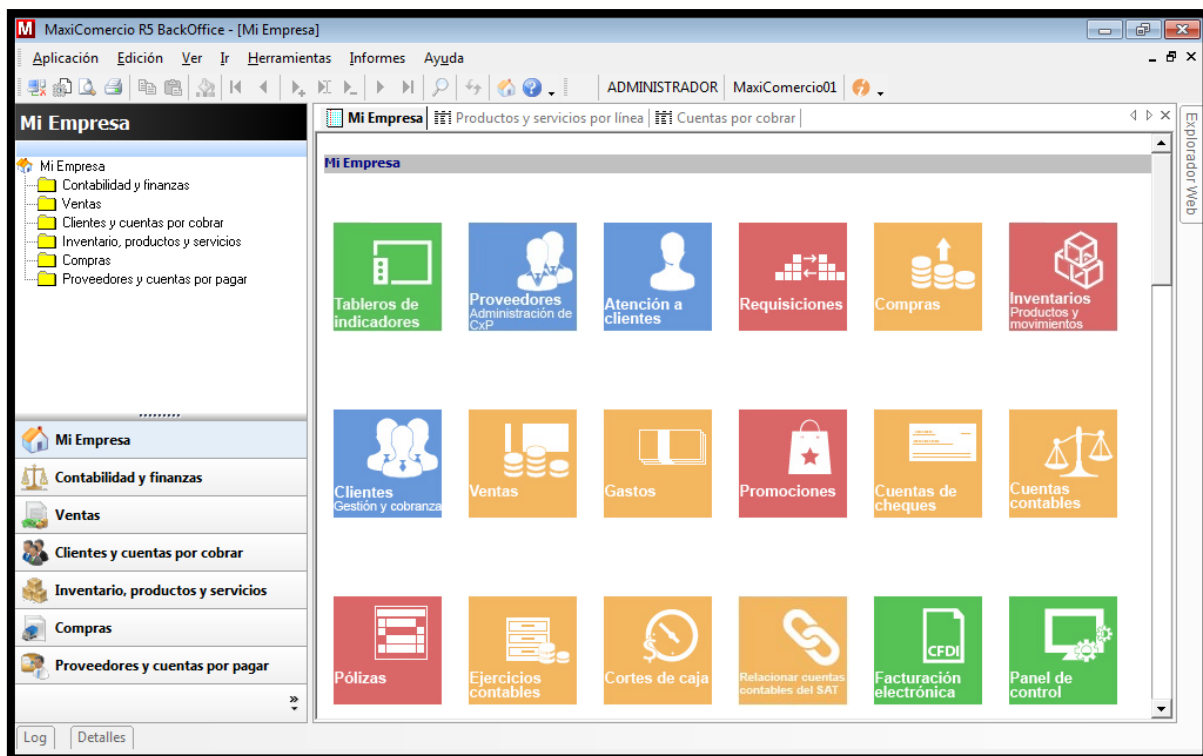 M MaxiComercio R5 BackOffice - [Mi Empresa]
Aplicación Edición Ver Ir Herramientas Informes Ayuda
ADMINISTRADOR MaxiComercio01
Mi Empresa
Mi Empresa
Contabilidad y finanzas
Ventas
Clientes y cuentas por cobrar
Inventario, productos y servicios
Compras
Proveedores y cuentas por pagar
Mi Empresa
Contabilidad y finanzas
Ventas
Clientes y cuentas por cobrar
Inventario, productos y servicios
Compras
Proveedores y cuentas por pagar
Mi Empresa Productos y servicios por línea Cuentas por cobrar
Explorador Web
Mi Empresa
Tableros de
indicadores
Proveedores
Administración de
CxP
Atención a
clientes
Requisiciones
Compras
Inventarios
Productos y
movimientos
Clientes
Gestión y cobranza
Ventas
Gastos
Promociones
Cuentas de
cheques
Cuentas
contables
Pólizas
Ejercicios
contables
$
Cortes de caja
Relacionar cuentas
contables del SAT
CFDI
Facturación
electrónica
Panel de
control
Log Detalles